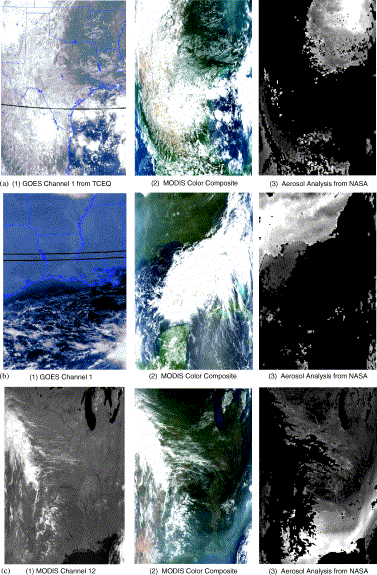 (a) (1) GOES Channel 1 from TCEQ (2) MODIS Color Composite (3) Aerosol Analysis from NASA
(b) (1) GOES Channel 1 (2) MODIS Color Composite (3) Aerosol Analysis from NASA
(c) (1) MODIS Channel 12 (2) MODIS Color Composite (3) Aerosol Analysis from NASA